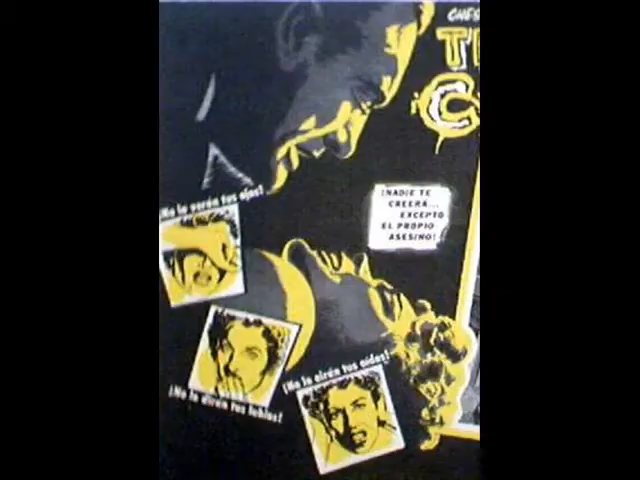 ¡No lo verán tus ojos!
¡NADIE TE
CREERÁ...
EXCEPTO
EL PROPIO
ASESINO!
¡No lo oirán tus oídos!
¡No lo dirán tus labios!